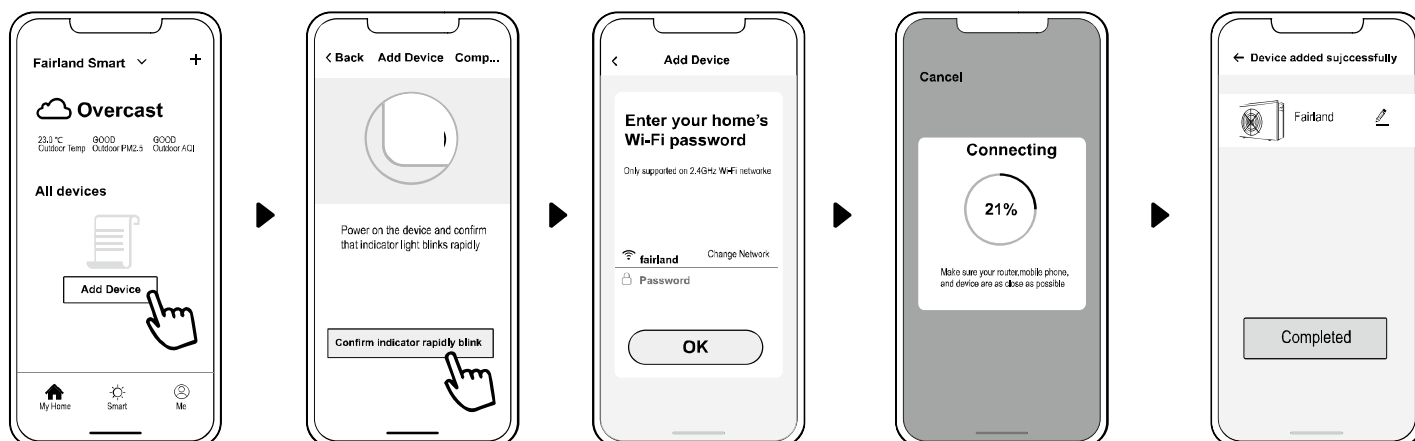 Fairland Smart
+
Overcast
23.0 °C GOOD GOOD
Outdoor Temp Outdoor PM2.5 Outdoor AQI
All devices
Add Device
My Home Smart Me
< Back Add Device Comp...
Power on the device and confirm
that indicator light blinks rapidly
Confirm indicator rapidly blink
< Add Device
Enter your home's
Wi-Fi password
Only supported on 2.4GHz Wi-Fi networke
fairland Change Network
Password
OK
Cancel
Connecting
21%
Make sure your router,mobile phone,
and device are as close as possible
← Device added sujccessfully
Fairland
Completed